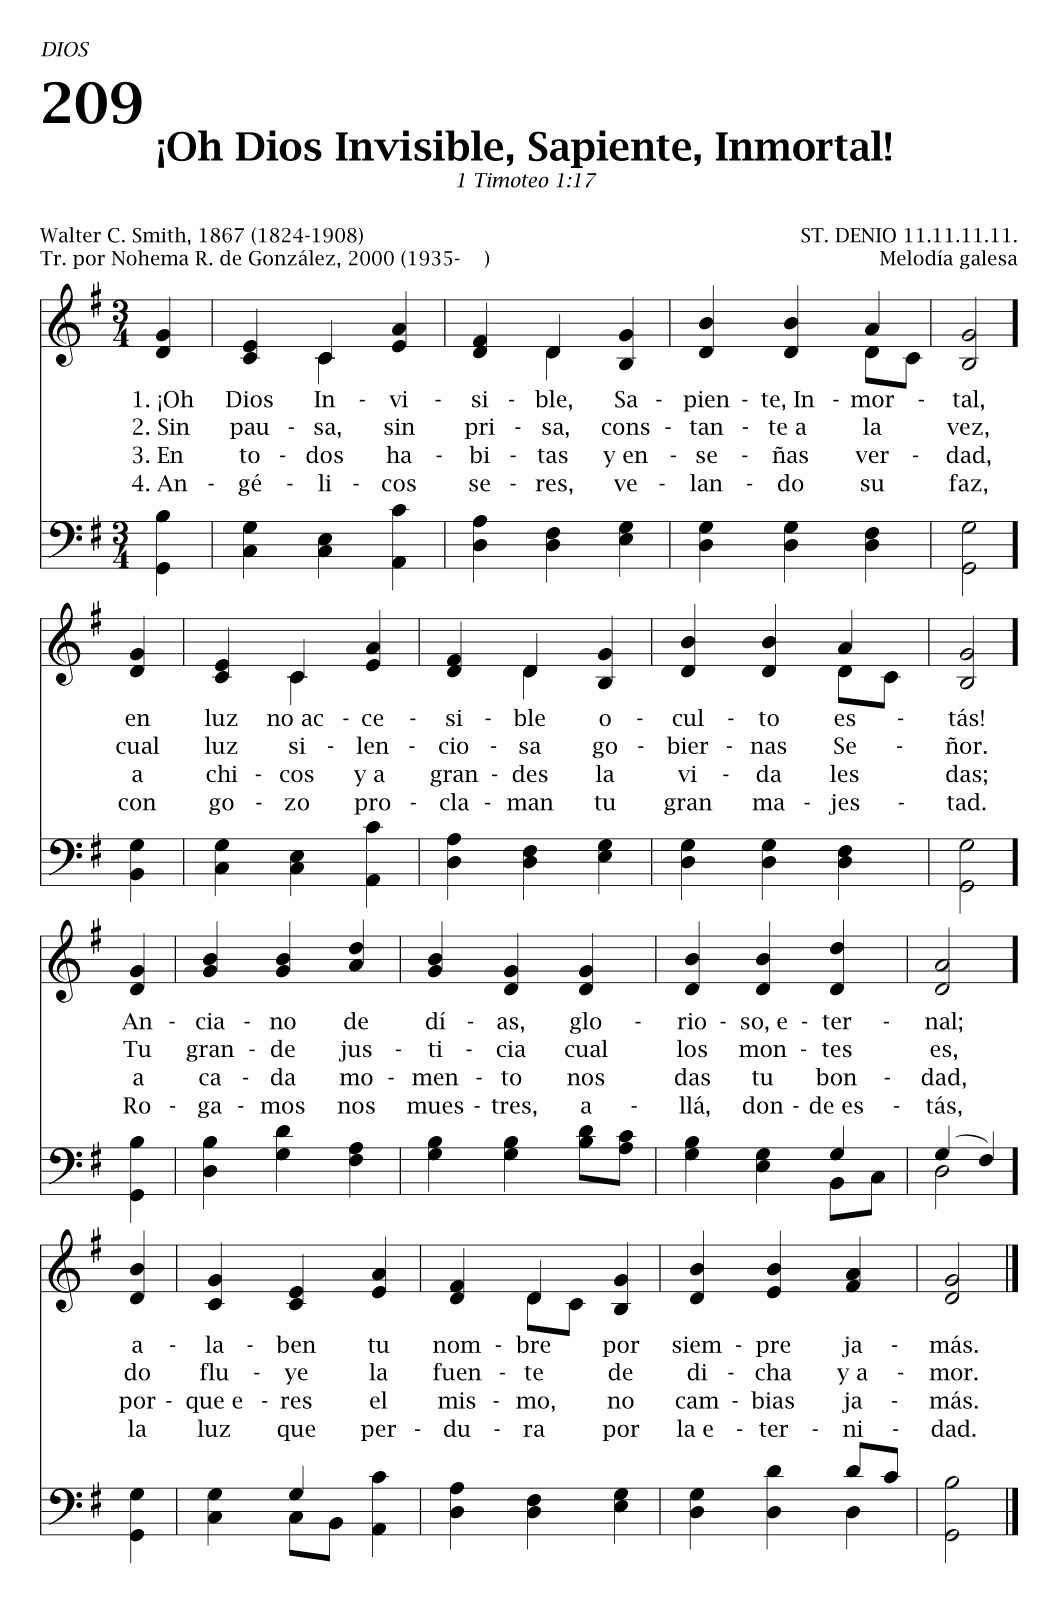 DIOS
209
¡Oh Dios Invisible, Sapiente, Inmortal!
1 Timoteo 1:17
Walter C. Smith, 1867 (1824-1908)
ST. DENIO 11.11.11.11.
Tr. por Nohema R. de González, 2000 (1935-    )
Melodía galesa
3
4
1. ¡Oh Dios In - vi - si - ble, Sa - pien - te, In - mor - tal,
2. Sin pau - sa, sin pri - sa, cons - tan - te a la vez,
3. En to - dos ha - bi - tas y en - se - ñas ver - dad,
4. An - gé - li - cos se - res, ve - lan - do su faz,
3
4
en luz no ac - ce - si - ble o - cul - to es - tás!
cual luz si - len - cio - sa go - bier - nas Se - ñor.
a chi - cos y a gran - des la vi - da les das;
con go - zo pro - cla - man tu gran ma - jes - tad.
An - cia - no de dí - as, glo - rio - so, e - ter - nal;
Tu gran - de jus - ti - cia cual los mon - tes es,
a ca - da mo - men - to nos das tu bon - dad,
Ro - ga - mos nos mues - tres, a - llá, don - de es - tás,
a - la - ben tu nom - bre por siem - pre ja - más.
do flu - ye la fuen - te de di - cha y a - mor.
por - que e - res el mis - mo, no cam - bias ja - más.
la luz que per - du - ra por la e - ter - ni - dad.